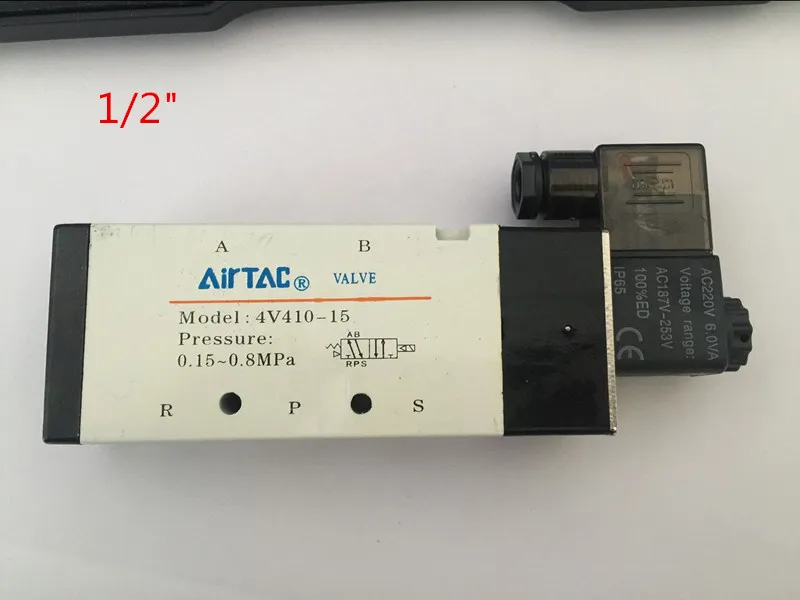 1/2"
A B
AirTAC® VALVE
Model: 4V410-15
Pressure:
0.15~0.8MPa
AB
RPS
R P S
AC220V 6.0VA
Voltage range:
AC187V-253V
100%ED
IP65 CE